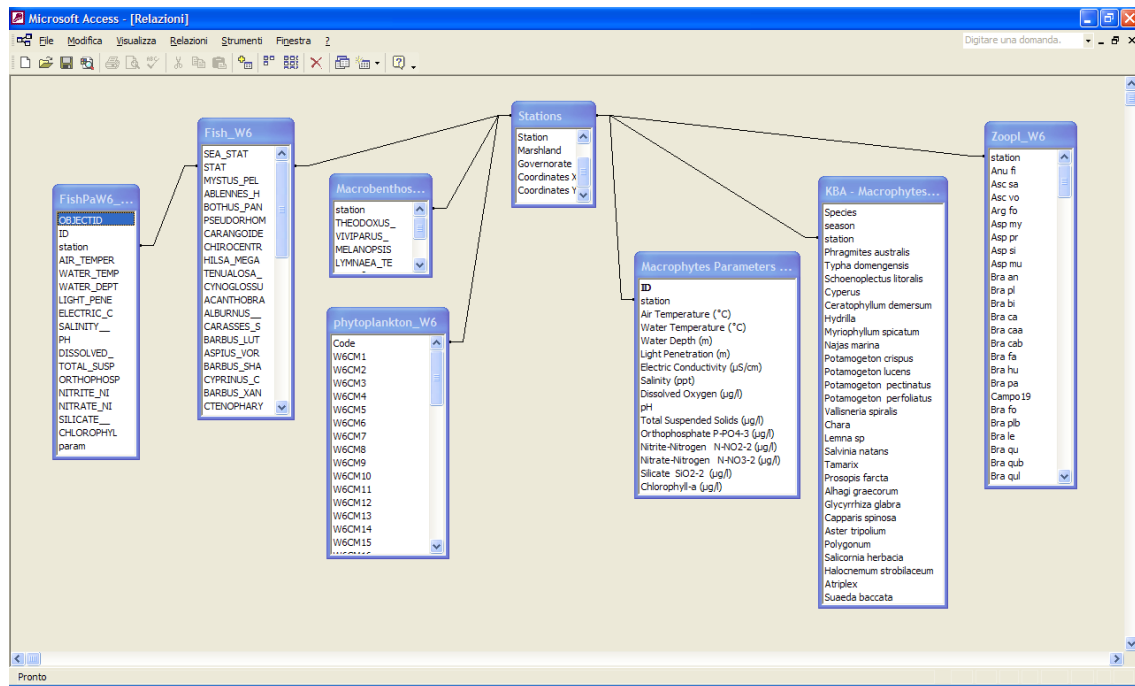 Microsoft Access - [Relazioni]
File Modifica Visualizza Relazioni Strumenti Finestra ?
Digitare una domanda.
FishPaW6_...
OBJECTID
ID
station
AIR_TEMPER
WATER_TEMP
WATER_DEPT
LIGHT_PENE
ELECTRIC_C
SALINITY__
PH
DISSOLVED_
TOTAL_SUSP
ORTHOPHOSP
NITRITE_NI
NITRATE_NI
SILICATE__
CHLOROPHYL
param
Fish_W6
SEA_STAT
STAT
MYSTUS_PEL
ABLENNES_H
BOTHUS_PAN
PSEUDORHOM
CARANGOIDE
CHIROCENTR
HILSA_MEGA
TENUALOSA_
CYNOGLOSSU
ACANTHOBRA
ALBURNUS__
CARASSES_S
BARBUS_LUT
ASPIUS_VOR
BARBUS_SHA
CYPRINUS_C
BARBUS_XAN
CTENOPHARY
Macrobenthos...
station
THEODOXUS_
VIVIPARUS_
MELANOPSIS
LYMNAEA_TE
phytoplankton_W6
Code
W6CM1
W6CM2
W6CM3
W6CM4
W6CM5
W6CM6
W6CM7
W6CM8
W6CM9
W6CM10
W6CM11
W6CM12
W6CM13
W6CM14
W6CM15
Stations
Station
Marshland
Governorate
Coordinates X
Coordinates Y
Macrophytes Parameters ...
ID
station
Air Temperature (°C)
Water Temperature (°C)
Water Depth (m)
Light Penetration (m)
Electric Conductivity (µS/cm)
Salinity (ppt)
Dissolved Oxygen (µg/l)
pH
Total Suspended Solids (µg/l)
Orthophosphate P-PO4-3 (µg/l)
Nitrite-Nitrogen N-NO2-2 (µg/l)
Nitrate-Nitrogen N-NO3-2 (µg/l)
Silicate SiO2-2 (µg/l)
Chlorophyll-a (µg/l)
KBA - Macrophytes...
Species
season
station
Phragmites australis
Typha domengensis
Schoenoplectus litoralis
Cyperus
Ceratophyllum demersum
Hydrilla
Myriophyllum spicatum
Najas marina
Potamogeton crispus
Potamogeton lucens
Potamogeton pectinatus
Potamogeton perfoliatus
Vallisneria spiralis
Chara
Lemna sp
Salvinia natans
Tamarix
Prosopis farcta
Alhagi graecorum
Glycyrrhiza glabra
Capparis spinosa
Aster tripolium
Polygonum
Salicornia herbacia
Halocnemum strobilaceum
Atriplex
Suaeda baccata
Zoopl_W6
station
Anu fi
Asc sa
Asc vo
Arg fo
Asp my
Asp pr
Asp si
Asp mu
Bra an
Bra pl
Bra bi
Bra ca
Bra caa
Bra cab
Bra fa
Bra hu
Bra pa
Campo19
Bra fo
Bra plb
Bra le
Bra qu
Bra qub
Bra qul
Pronto